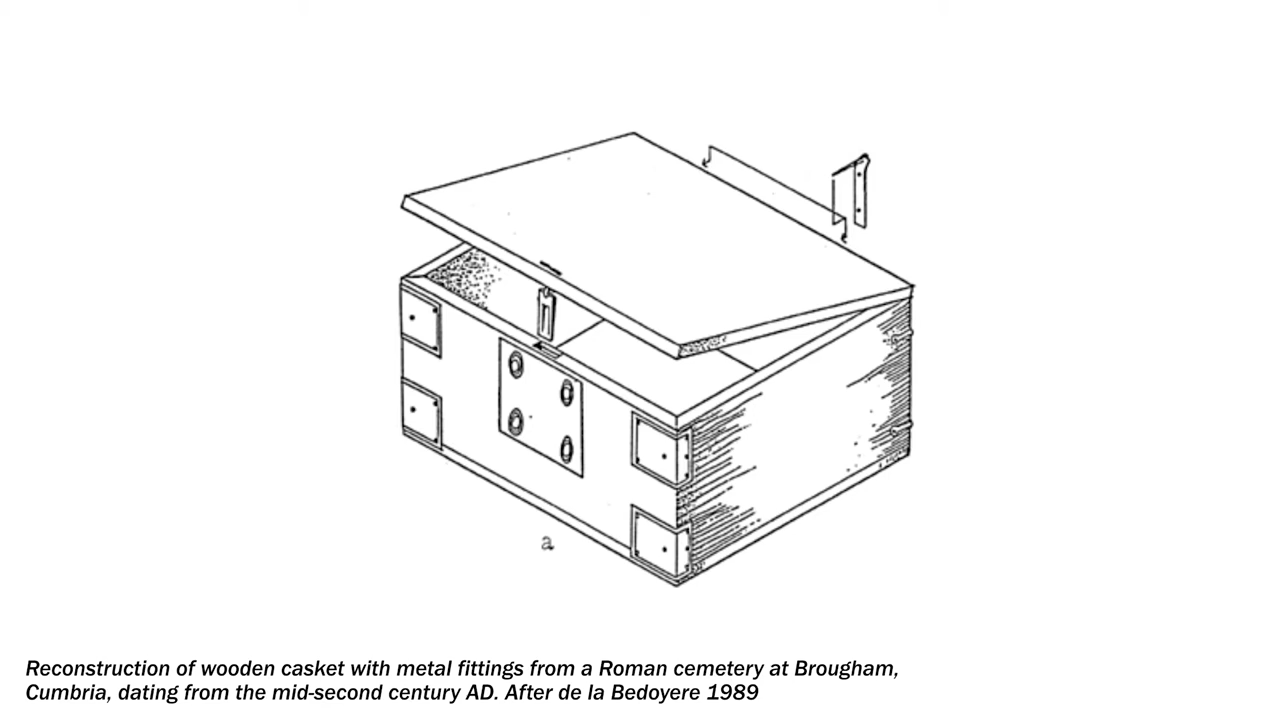 a
Reconstruction of wooden casket with metal fittings from a Roman cemetery at Brougham,
Cumbria, dating from the mid-second century AD. After de la Bedoyere 1989